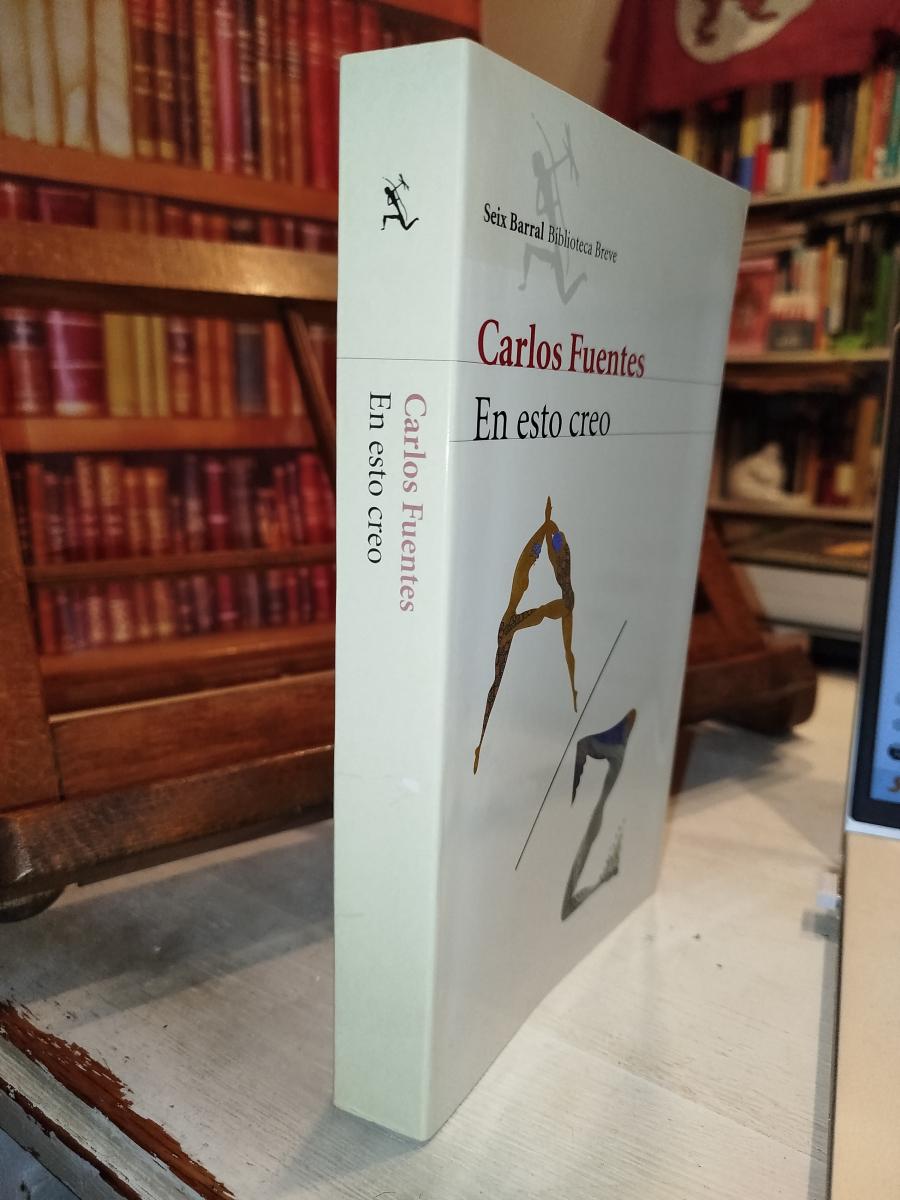 Seix Barral Biblioteca Breve
Carlos Fuentes
En esto creo
A
Z
Carlos Fuentes
En esto creo